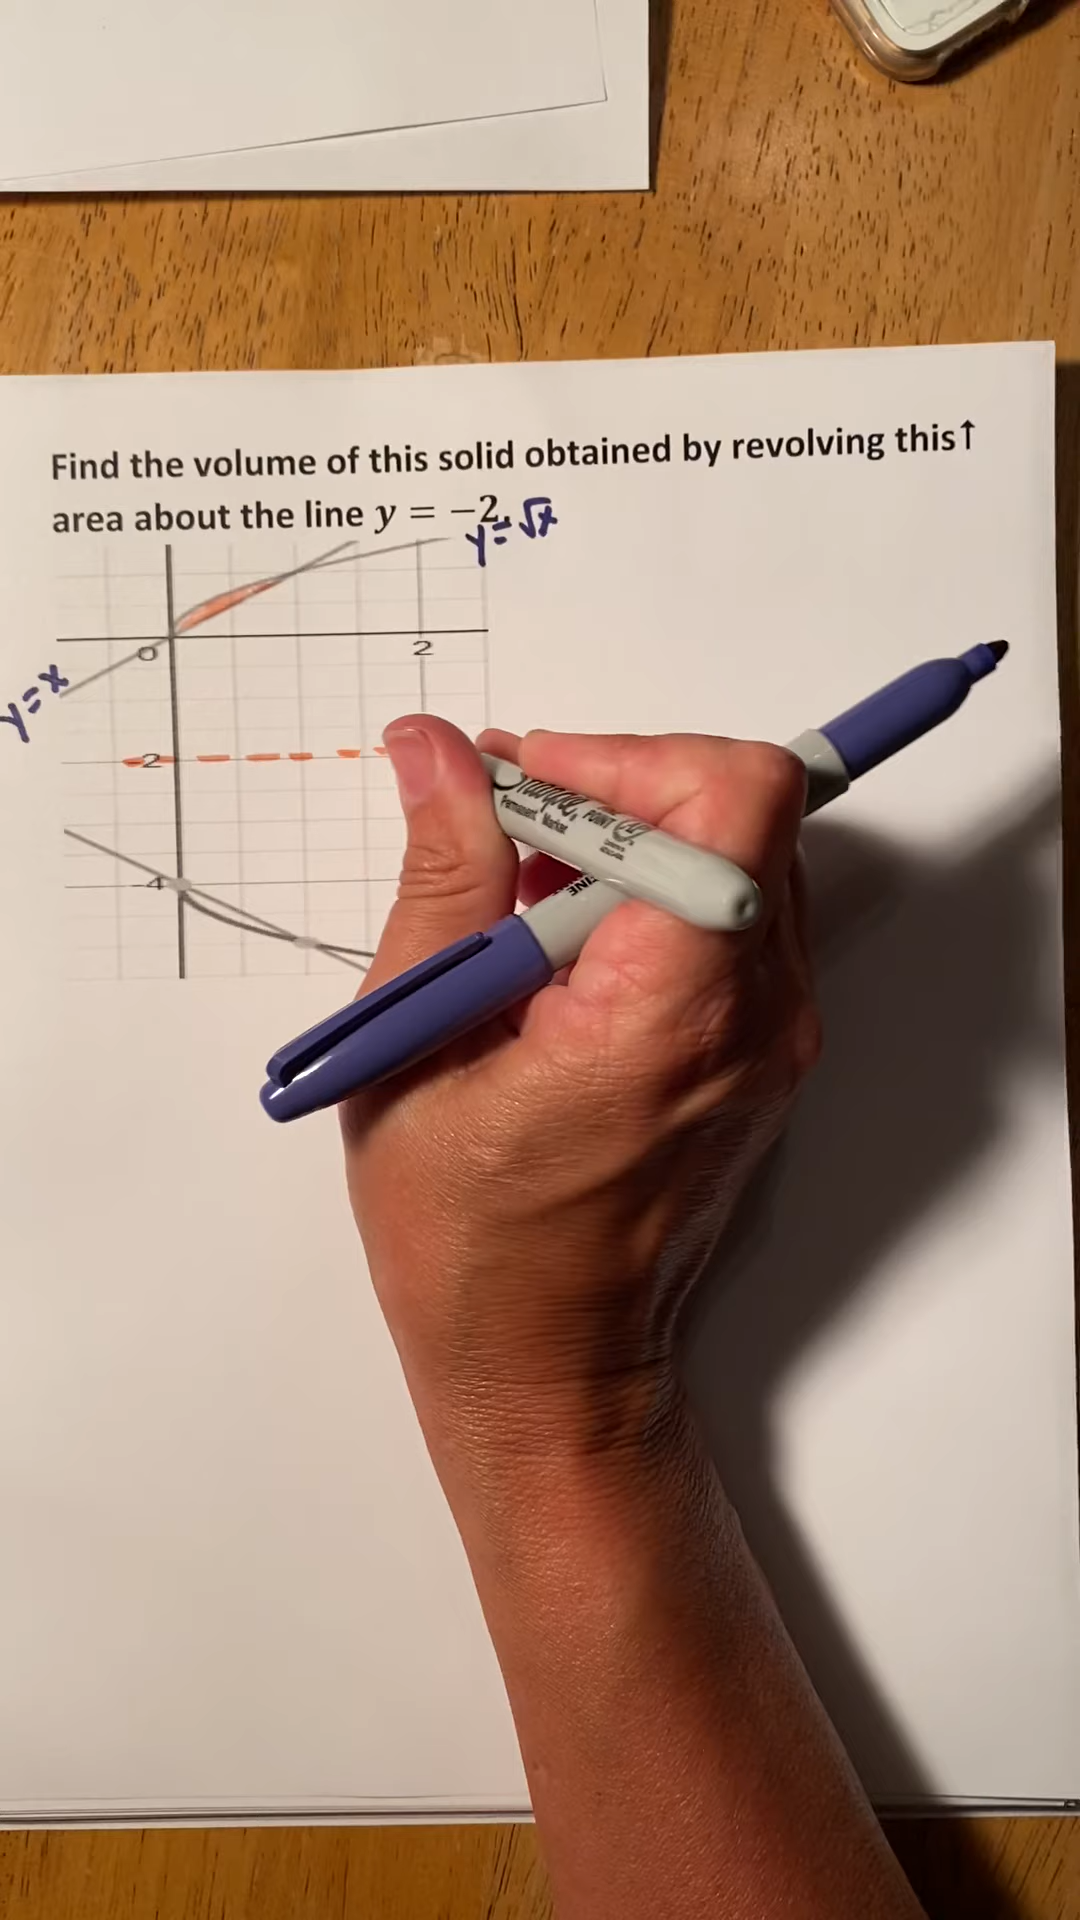 Find the volume of this solid obtained by revolving this↑
area about the line y = −2.
y=√x
0
2
y=x
-2
-4
Sharpie.
Permanent Marker
POINT
FINE